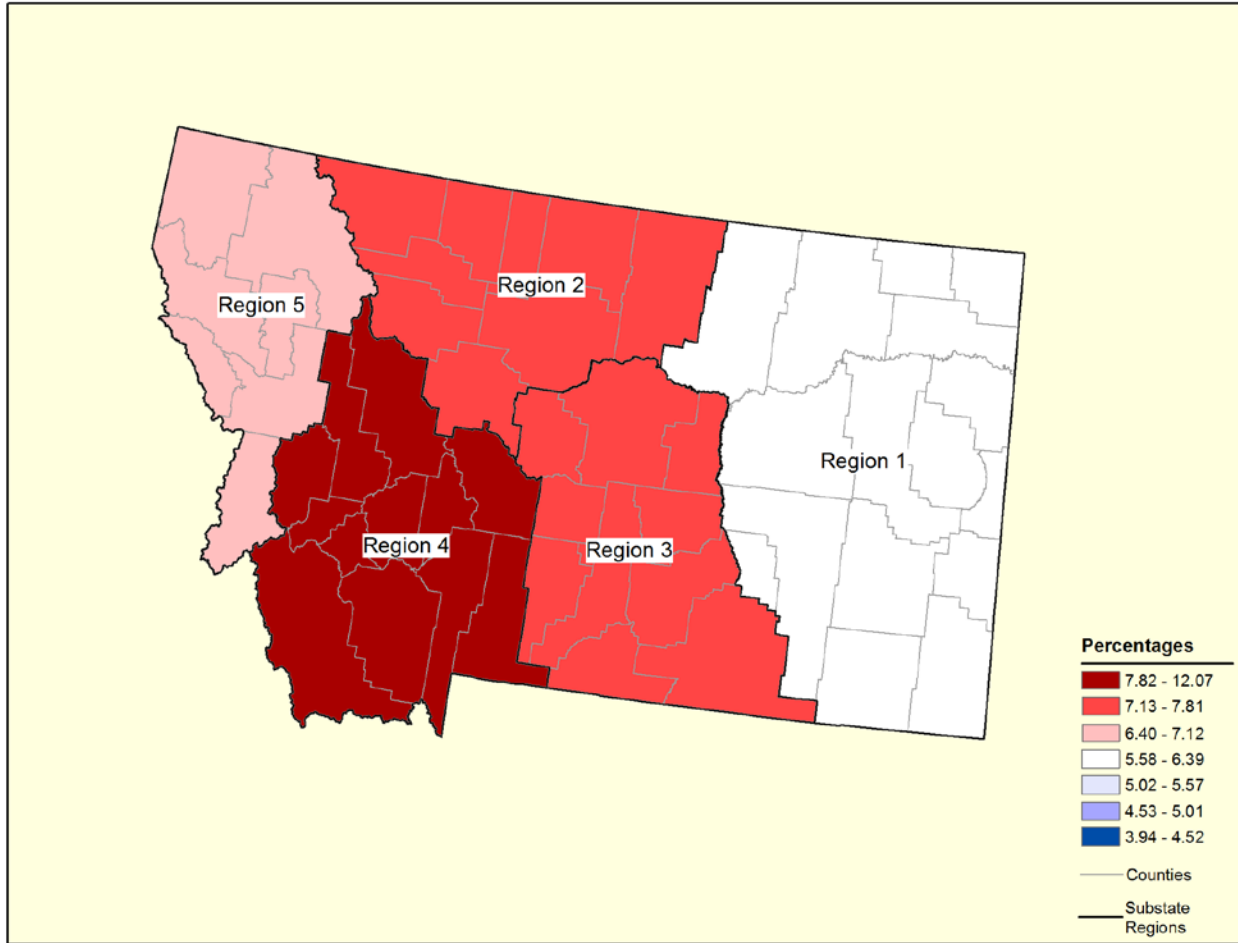 Region 5
Region 2
Region 1
Region 4
Region 3
Percentages
7.82 - 12.07
7.13 - 7.81
6.40 - 7.12
5.58 - 6.39
5.02 - 5.57
4.53 - 5.01
3.94 - 4.52
Counties
Substate
Regions